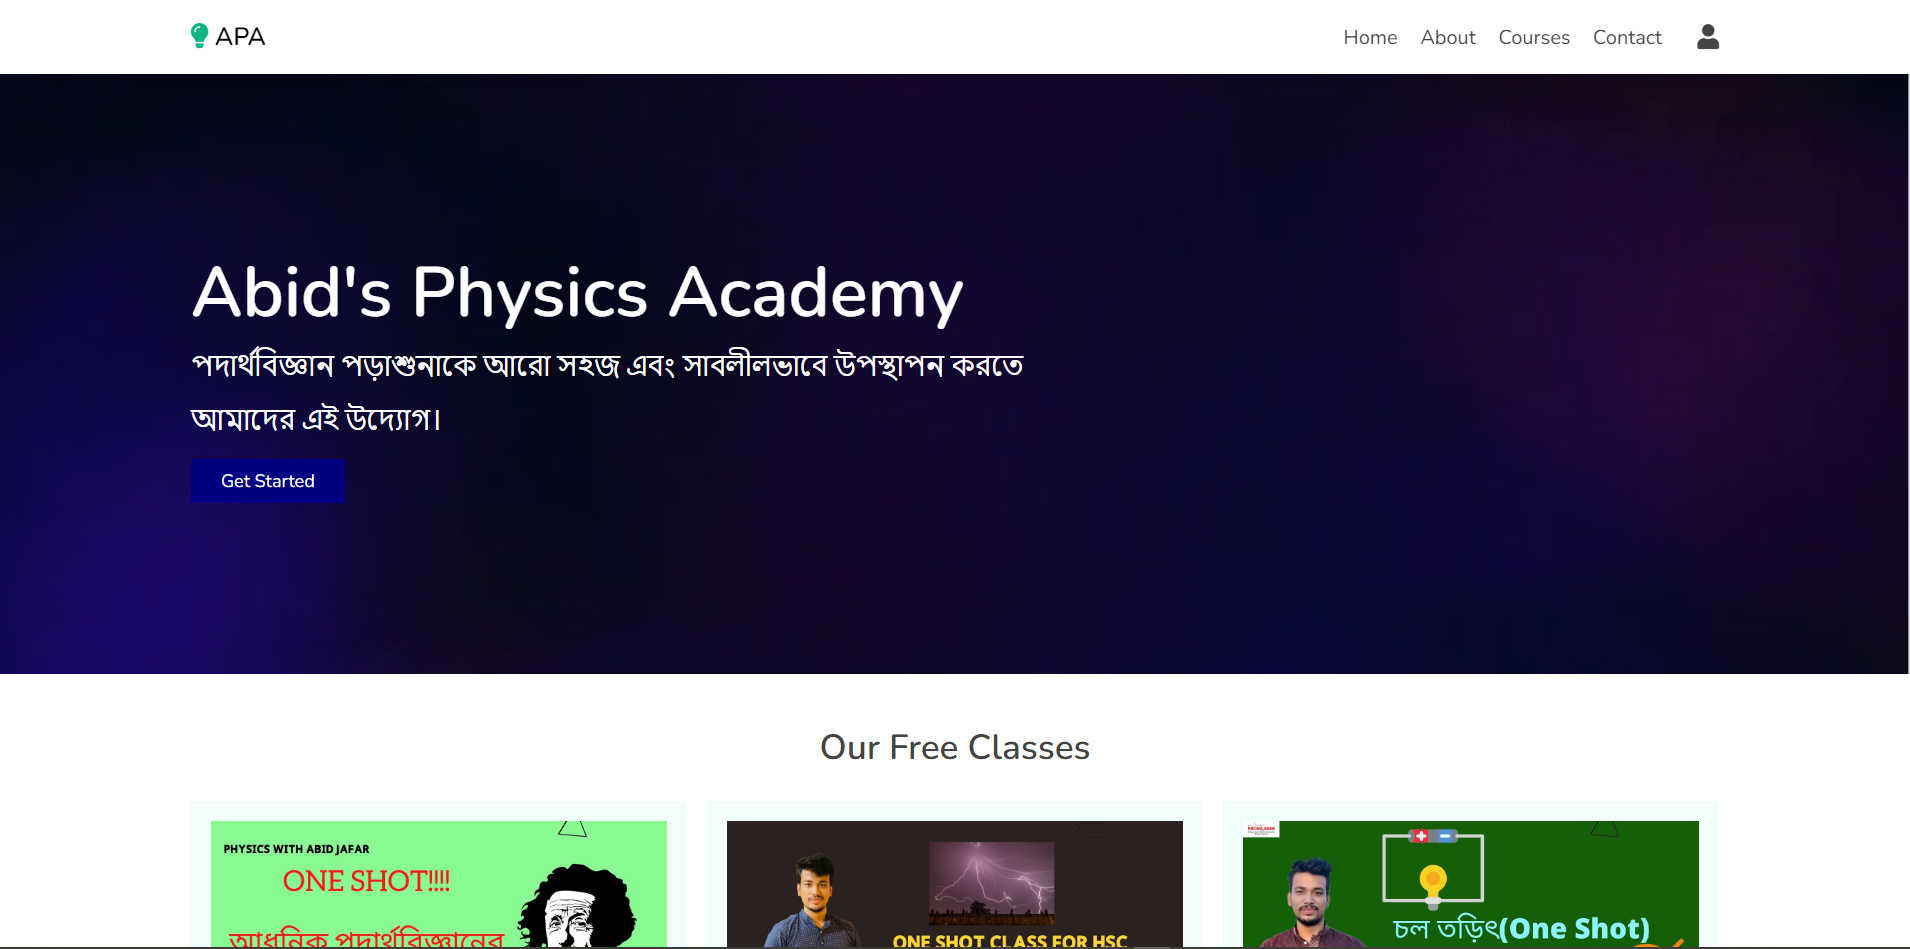 APA
Home About Courses Contact
Abid's Physics Academy
পদার্থবিজ্ঞান পড়াশুনাকে আরো সহজ এবং সাবলীলভাবে উপস্থাপন করতে
আমাদের এই উদ্যোগ।
Get Started
Our Free Classes
PHYSICS WITH ABID JAFAR
ONE SHOT!!!!
আধুনিক পদার্থবিজ্ঞানের
ONE SHOT CLASS FOR HSC
চল তড়িৎ(One Shot)